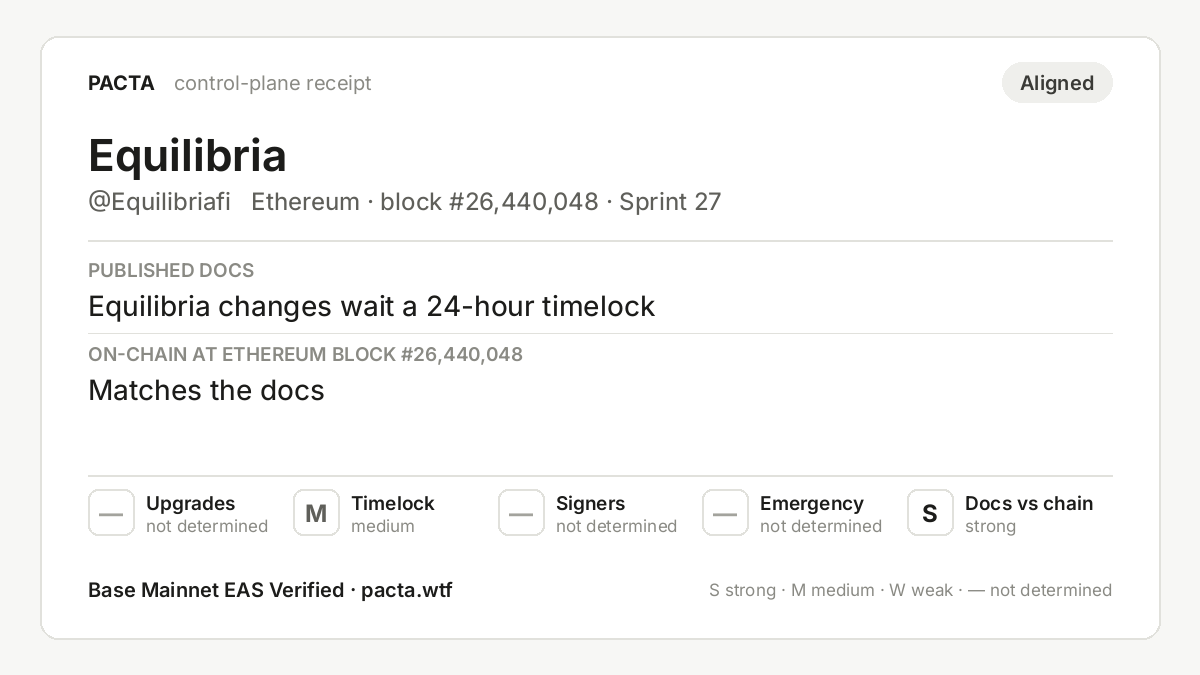 PACTA control-plane receipt Aligned
Equilibria
@Equilibriafi Ethereum · block #26,440,048 · Sprint 27
PUBLISHED DOCS
Equilibria changes wait a 24-hour timelock
ON-CHAIN AT ETHEREUM BLOCK #26,440,048
Matches the docs
— Upgrades
not determined
M Timelock
medium
— Signers
not determined
— Emergency
not determined
S Docs vs chain
strong
Base Mainnet EAS Verified · pacta.wtf
S strong · M medium · W weak · — not determined